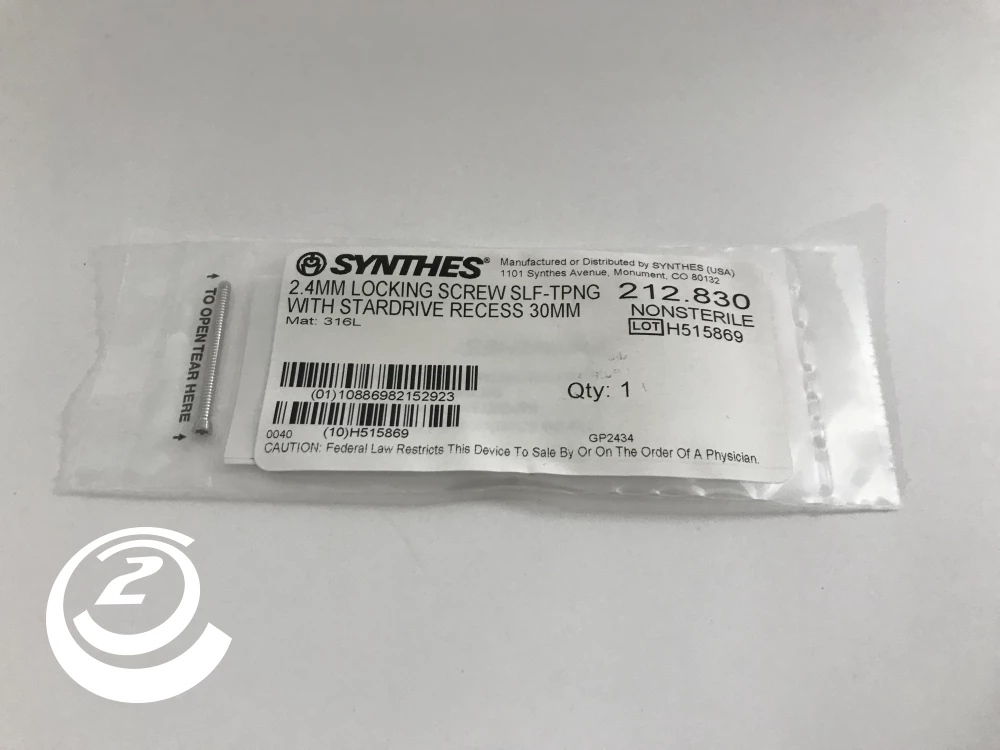 SYNTHES®
Manufactured or Distributed by SYNTHES (USA)
1101 Synthes Avenue, Monument, CO 80132
2.4MM LOCKING SCREW SLF-TPNG
WITH STARDRIVE RECESS 30MM
Mat: 316L
212.830
NONSTERILE
LOT H515869
(01)10886982152923
Qty: 1
(10)H515869
0040
GP2434
CAUTION: Federal Law Restricts This Device To Sale By Or On The Order Of A Physician.
TO OPEN TEAR HERE
2